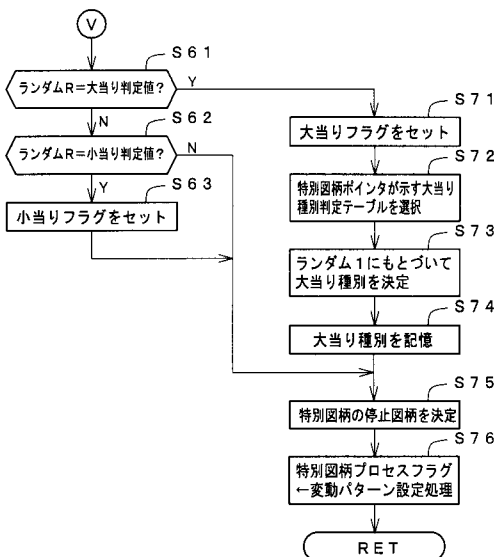 V
S61
ランダムR=大当り判定値?
Y
N
S62
ランダムR=小当り判定値?
N
Y
S63
小当りフラグをセット
S71
大当りフラグをセット
S72
特別図柄ポインタが示す大当り
種別判定テーブルを選択
S73
ランダム1にもとづいて
大当り種別を決定
S74
大当り種別を記憶
S75
特別図柄の停止図柄を決定
S76
特別図柄プロセスフラグ
←変動パターン設定処理
RET